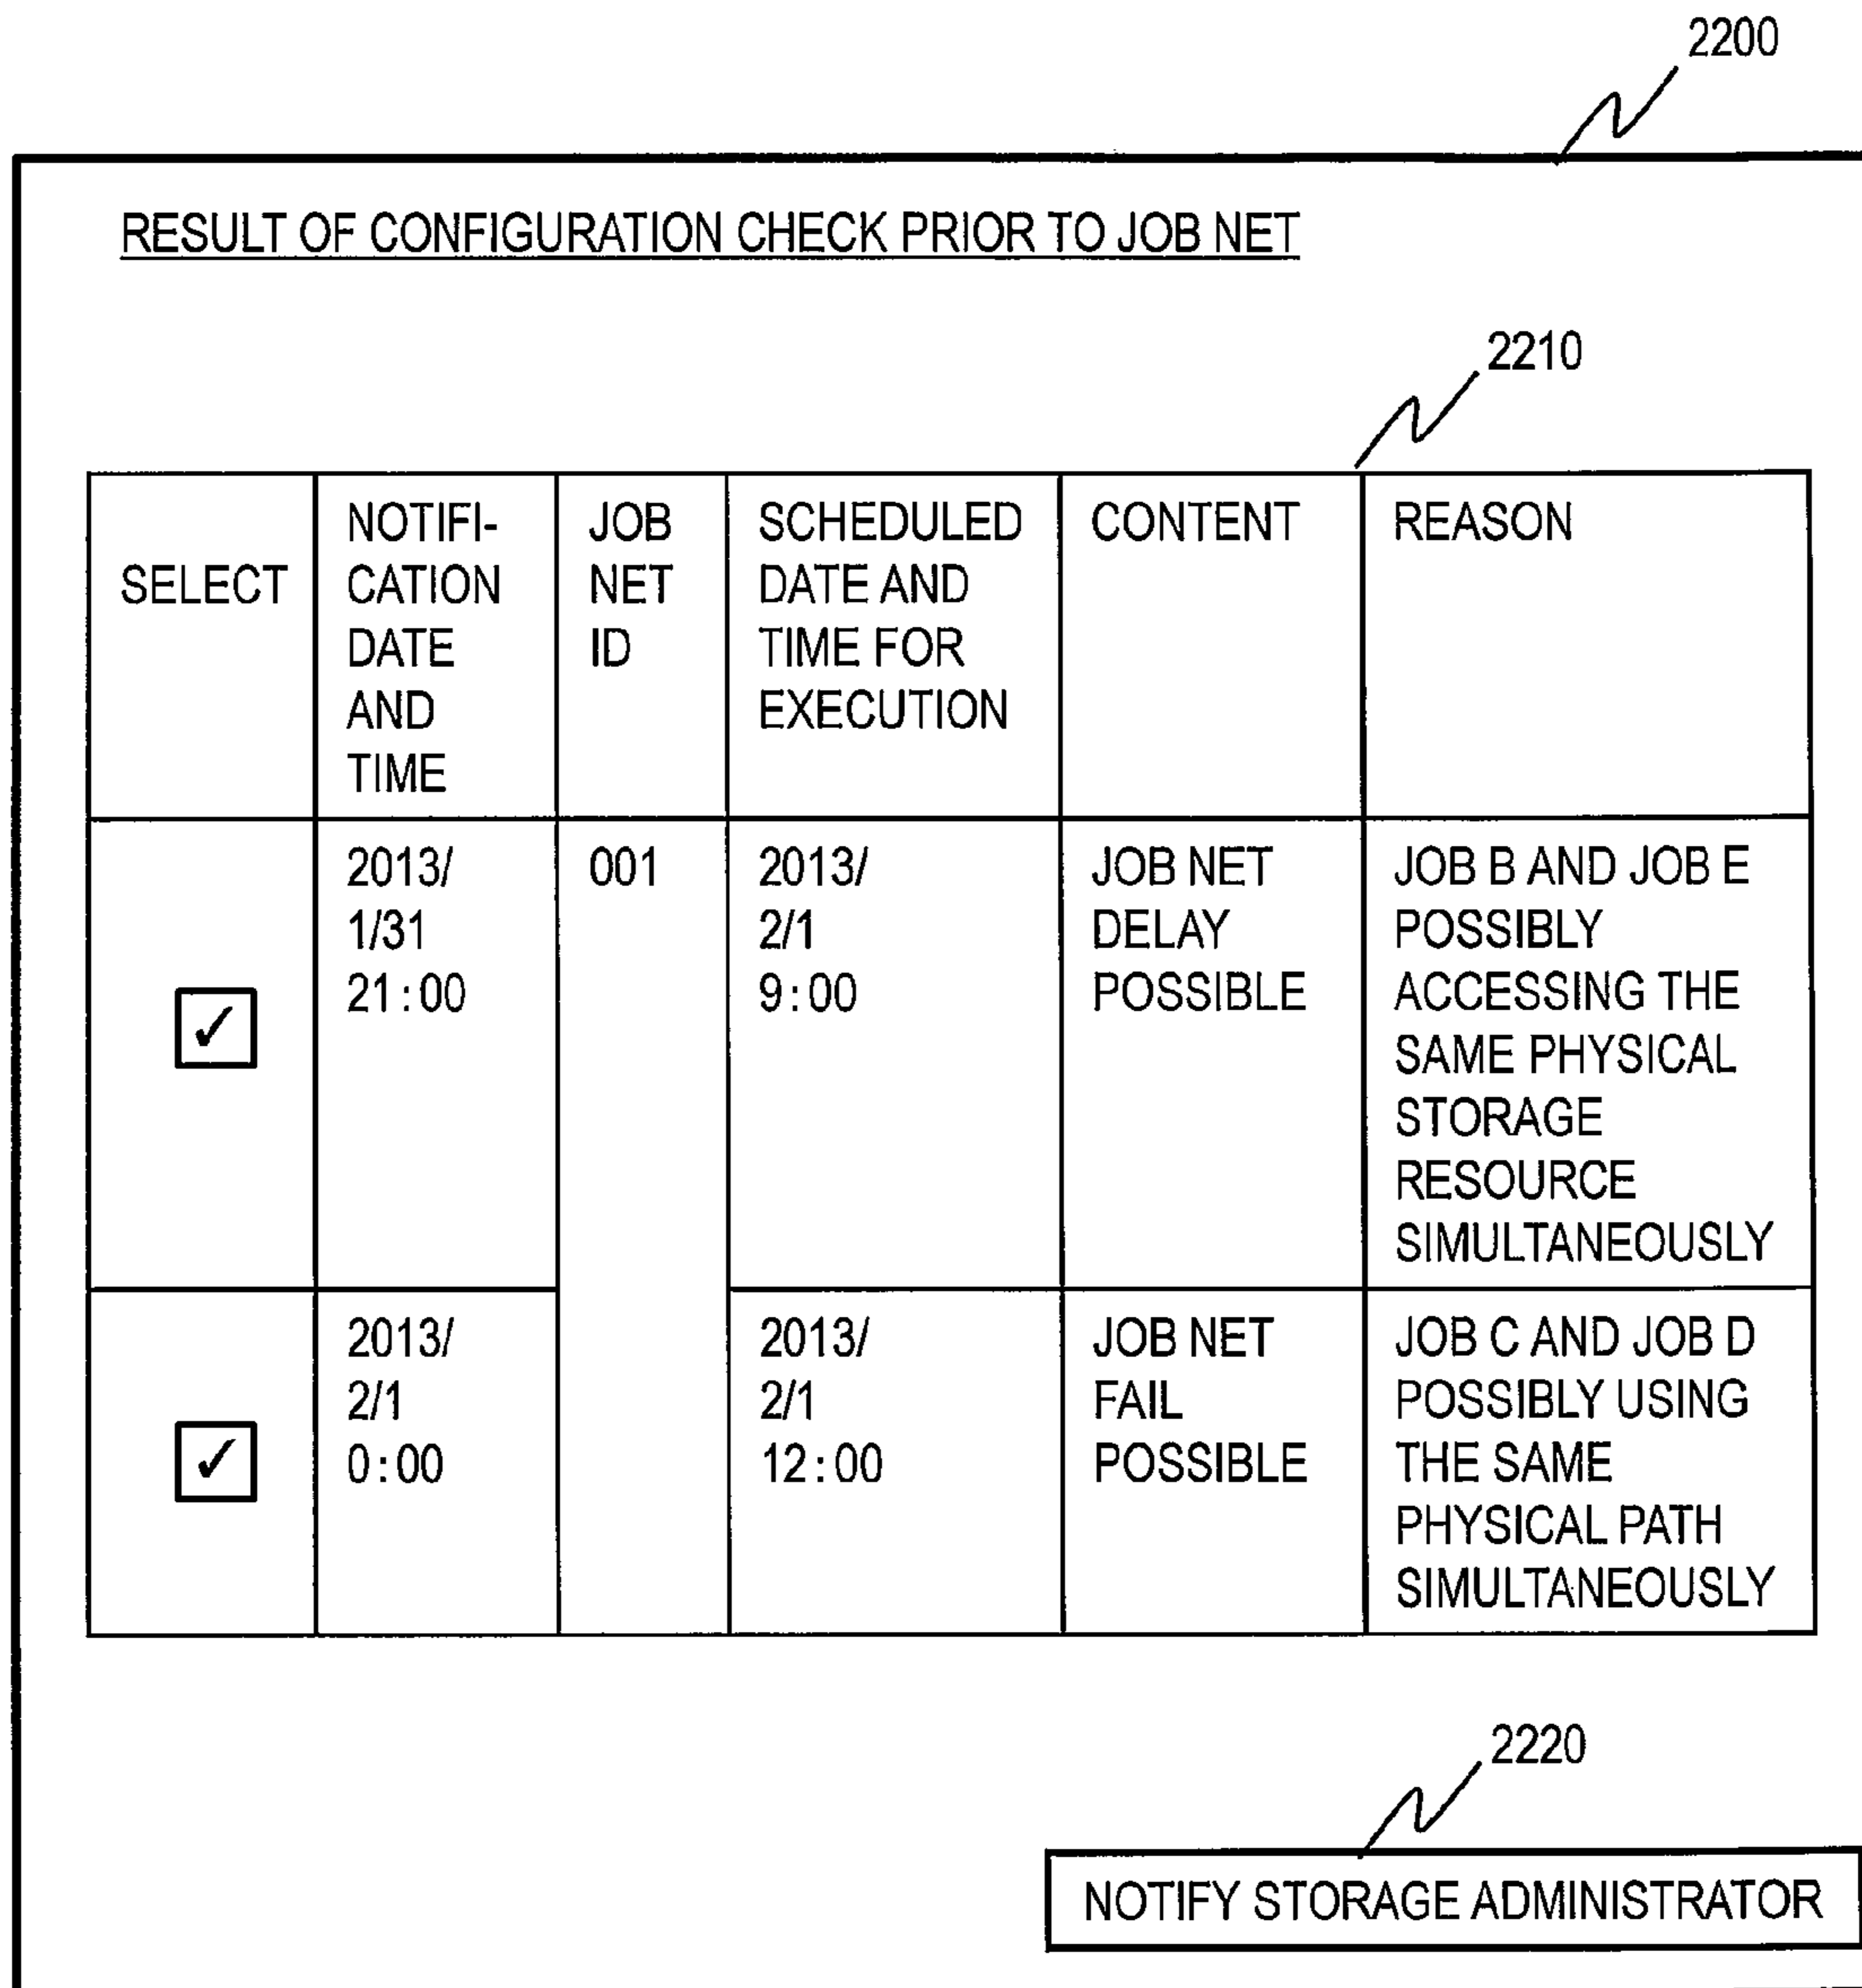 2200
RESULT OF CONFIGURATION CHECK PRIOR TO JOB NET
2210
SELECT
NOTIFI-
CATION
DATE
AND
TIME
JOB
NET
ID
SCHEDULED
DATE AND
TIME FOR
EXECUTION
CONTENT
REASON
2013/
1/31
21:00
001
2013/
2/1
9:00
JOB NET
DELAY
POSSIBLE
JOB B AND JOB E
POSSIBLY
ACCESSING THE
SAME PHYSICAL
STORAGE
RESOURCE
SIMULTANEOUSLY
2013/
2/1
0:00
2013/
2/1
12:00
JOB NET
FAIL
POSSIBLE
JOB C AND JOB D
POSSIBLY USING
THE SAME
PHYSICAL PATH
SIMULTANEOUSLY
2220
NOTIFY STORAGE ADMINISTRATOR